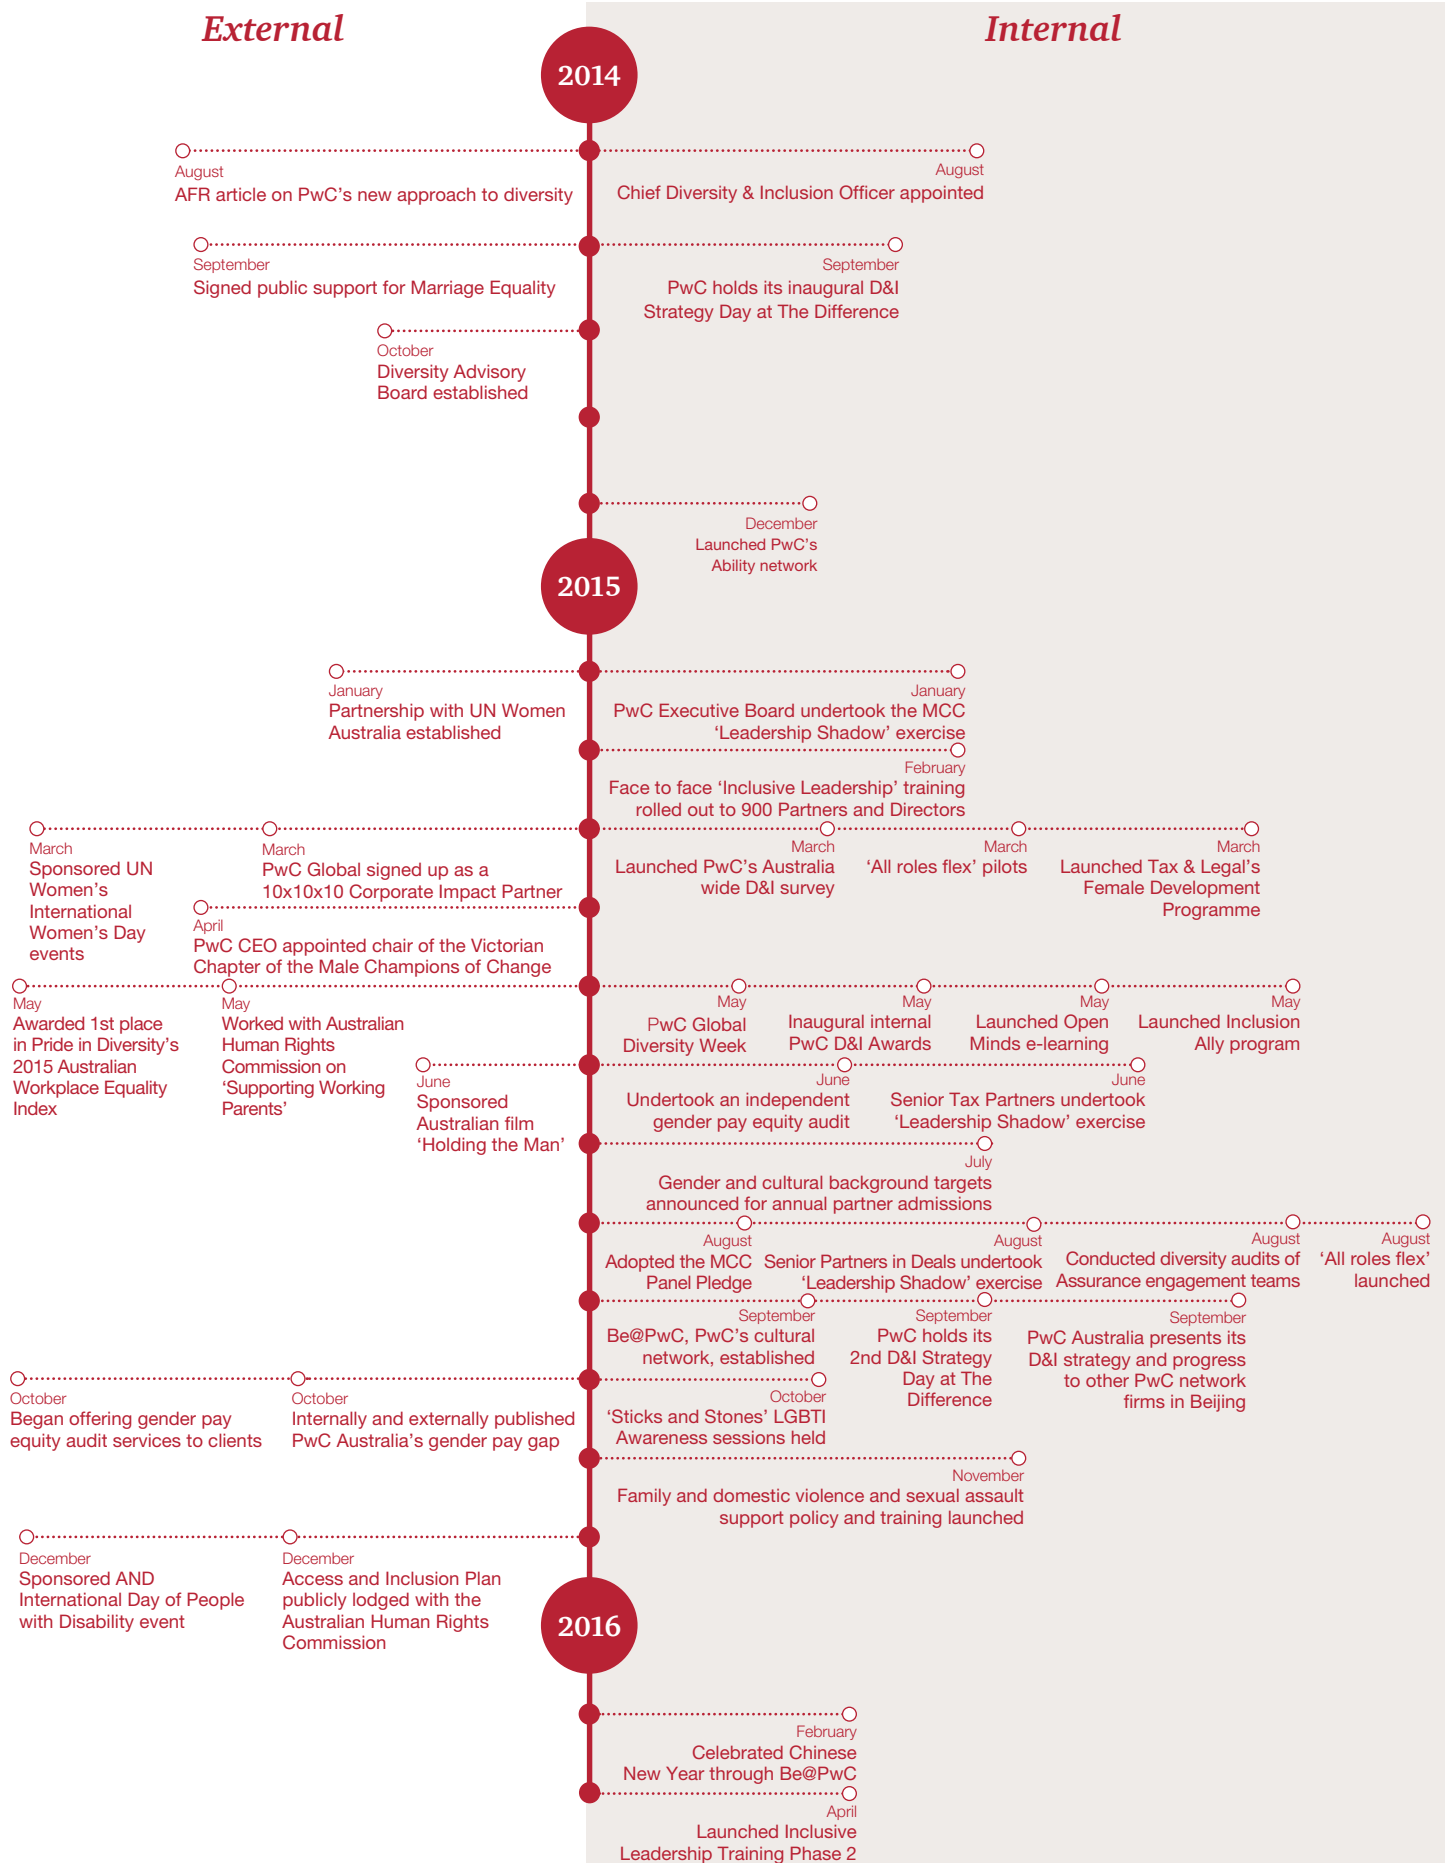 External
Internal
2014
August
AFR article on PwC's new approach to diversity
August
Chief Diversity & Inclusion Officer appointed
September
Signed public support for Marriage Equality
September
PwC holds its inaugural D&I
Strategy Day at The Difference
October
Diversity Advisory
Board established
December
Launched PwC's
Ability network
2015
January
Partnership with UN Women
Australia established
January
PwC Executive Board undertook the MCC
‘Leadership Shadow’ exercise
February
Face to face ‘Inclusive Leadership’ training
rolled out to 900 Partners and Directors
March
Sponsored UN
Women’s
International
Women’s Day
events
March
PwC Global signed up as a
10x10x10 Corporate Impact Partner
March
Launched PwC’s Australia
wide D&I survey
March
‘All roles flex’ pilots
March
Launched Tax & Legal’s
Female Development
Programme
April
PwC CEO appointed chair of the Victorian
Chapter of the Male Champions of Change
May
Awarded 1st place
in Pride in Diversity’s
2015 Australian
Workplace Equality
Index
May
Worked with Australian
Human Rights
Commission on
‘Supporting Working
Parents’
May
PwC Global
Diversity Week
May
Inaugural internal
PwC D&I Awards
May
Launched Open
Minds e-learning
May
Launched Inclusion
Ally program
June
Sponsored
Australian film
‘Holding the Man’
June
Undertook an independent
gender pay equity audit
June
Senior Tax Partners undertook
‘Leadership Shadow’ exercise
July
Gender and cultural background targets
announced for annual partner admissions
August
Adopted the MCC
Panel Pledge
August
Senior Partners in Deals undertook
‘Leadership Shadow’ exercise
August
Conducted diversity audits of
Assurance engagement teams
August
‘All roles flex’
launched
September
Be@PwC, PwC’s cultural
network, established
September
PwC holds its
2nd D&I Strategy
Day at The
Difference
September
PwC Australia presents its
D&I strategy and progress
to other PwC network
firms in Beijing
October
Began offering gender pay
equity audit services to clients
October
Internally and externally published
PwC Australia’s gender pay gap
October
‘Sticks and Stones’ LGBTI
Awareness sessions held
November
Family and domestic violence and sexual assault
support policy and training launched
December
Sponsored AND
International Day of People
with Disability event
December
Access and Inclusion Plan
publicly lodged with the
Australian Human Rights
Commission
2016
February
Celebrated Chinese
New Year through Be@PwC
April
Launched Inclusive
Leadership Training Phase 2